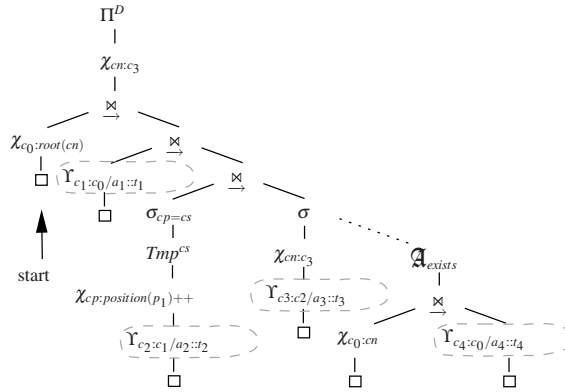 Π^D
χ_{cn:c_3}
⋈→
χ_{c_0:root(cn)}
⋈→
Υ_{c_1:c_0/a_1::t_1}
⋈→
σ_{cp=cs} σ
Tmp^{cs} χ_{cn:c_3} 𝔄_{exists}
start
χ_{cp:position(p_1)++} Υ_{c3:c2/a_3::t_3} ⋈→
Υ_{c_2:c_1/a_2::t_2} χ_{c_0:cn} Υ_{c_4:c_0/a_4::t_4}